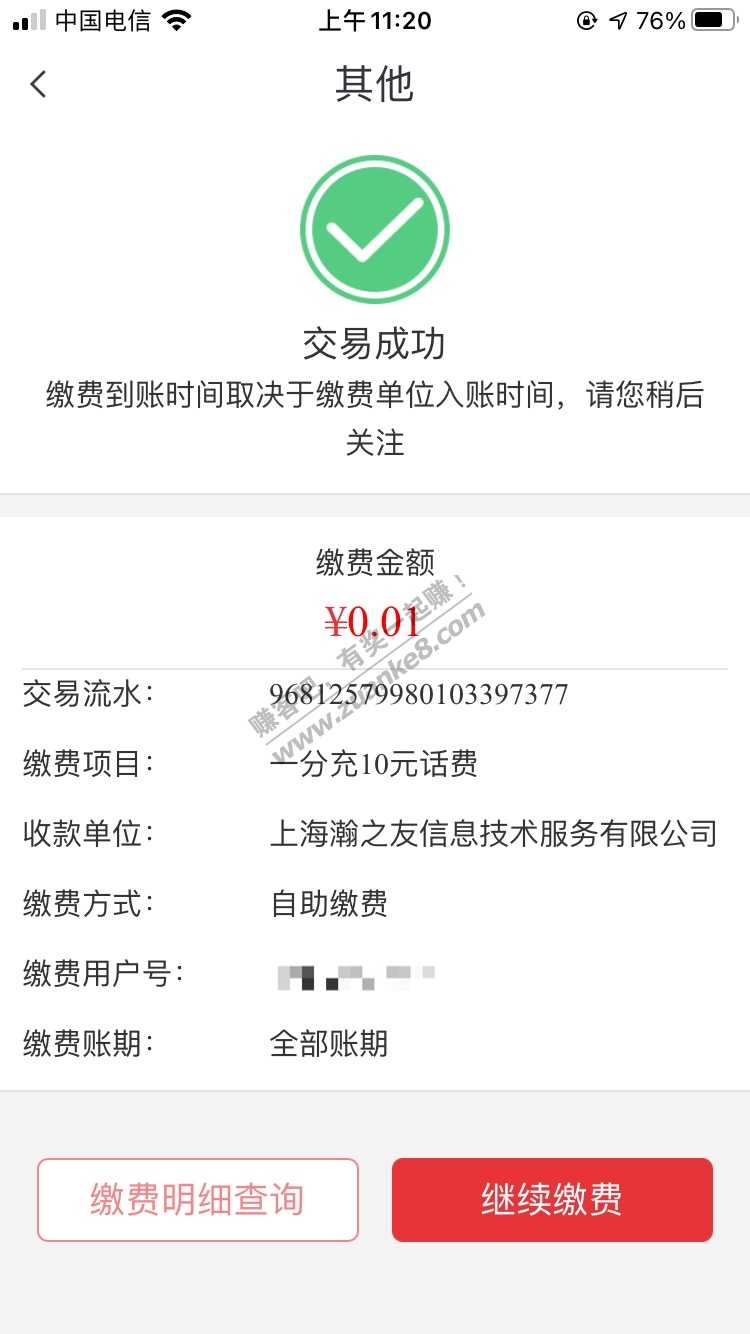 中国电信
上午11:20
76%
其他
交易成功
缴费到账时间取决于缴费单位入账时间，请您稍后
关注
缴费金额
¥0.01
赚客吧，有奖一起赚！
www.zuanke8.com
交易流水： 96812579980103397377
缴费项目： 一分充10元话费
收款单位： 上海瀚之友信息技术服务有限公司
缴费方式： 自助缴费
缴费用户号：
缴费账期： 全部账期
缴费明细查询
继续缴费